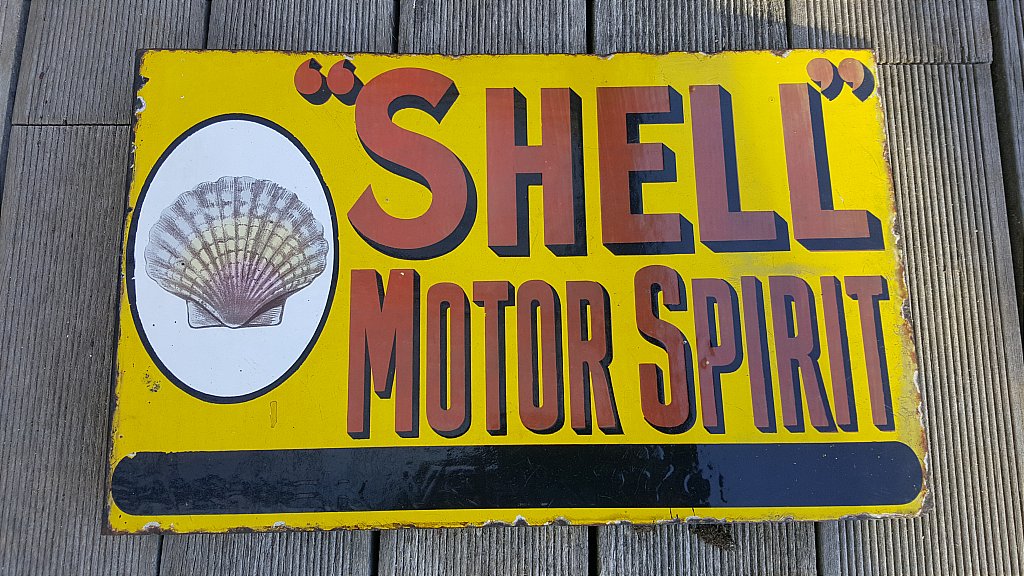 “SHELL”
MOTOR SPIRIT